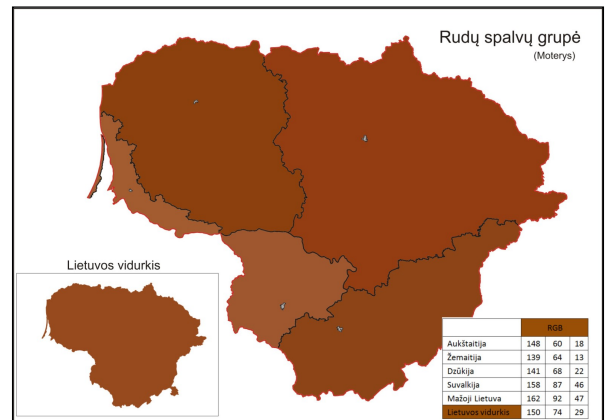 Rudų spalvų grupė
(Moterys)
Lietuvos vidurkis
RGB
Aukštaitija 148 60 18
Žemaitija 139 64 13
Dzūkija 141 68 22
Suvalkija 158 87 46
Mažoji Lietuva 162 92 47
Lietuvos vidurkis 150 74 29